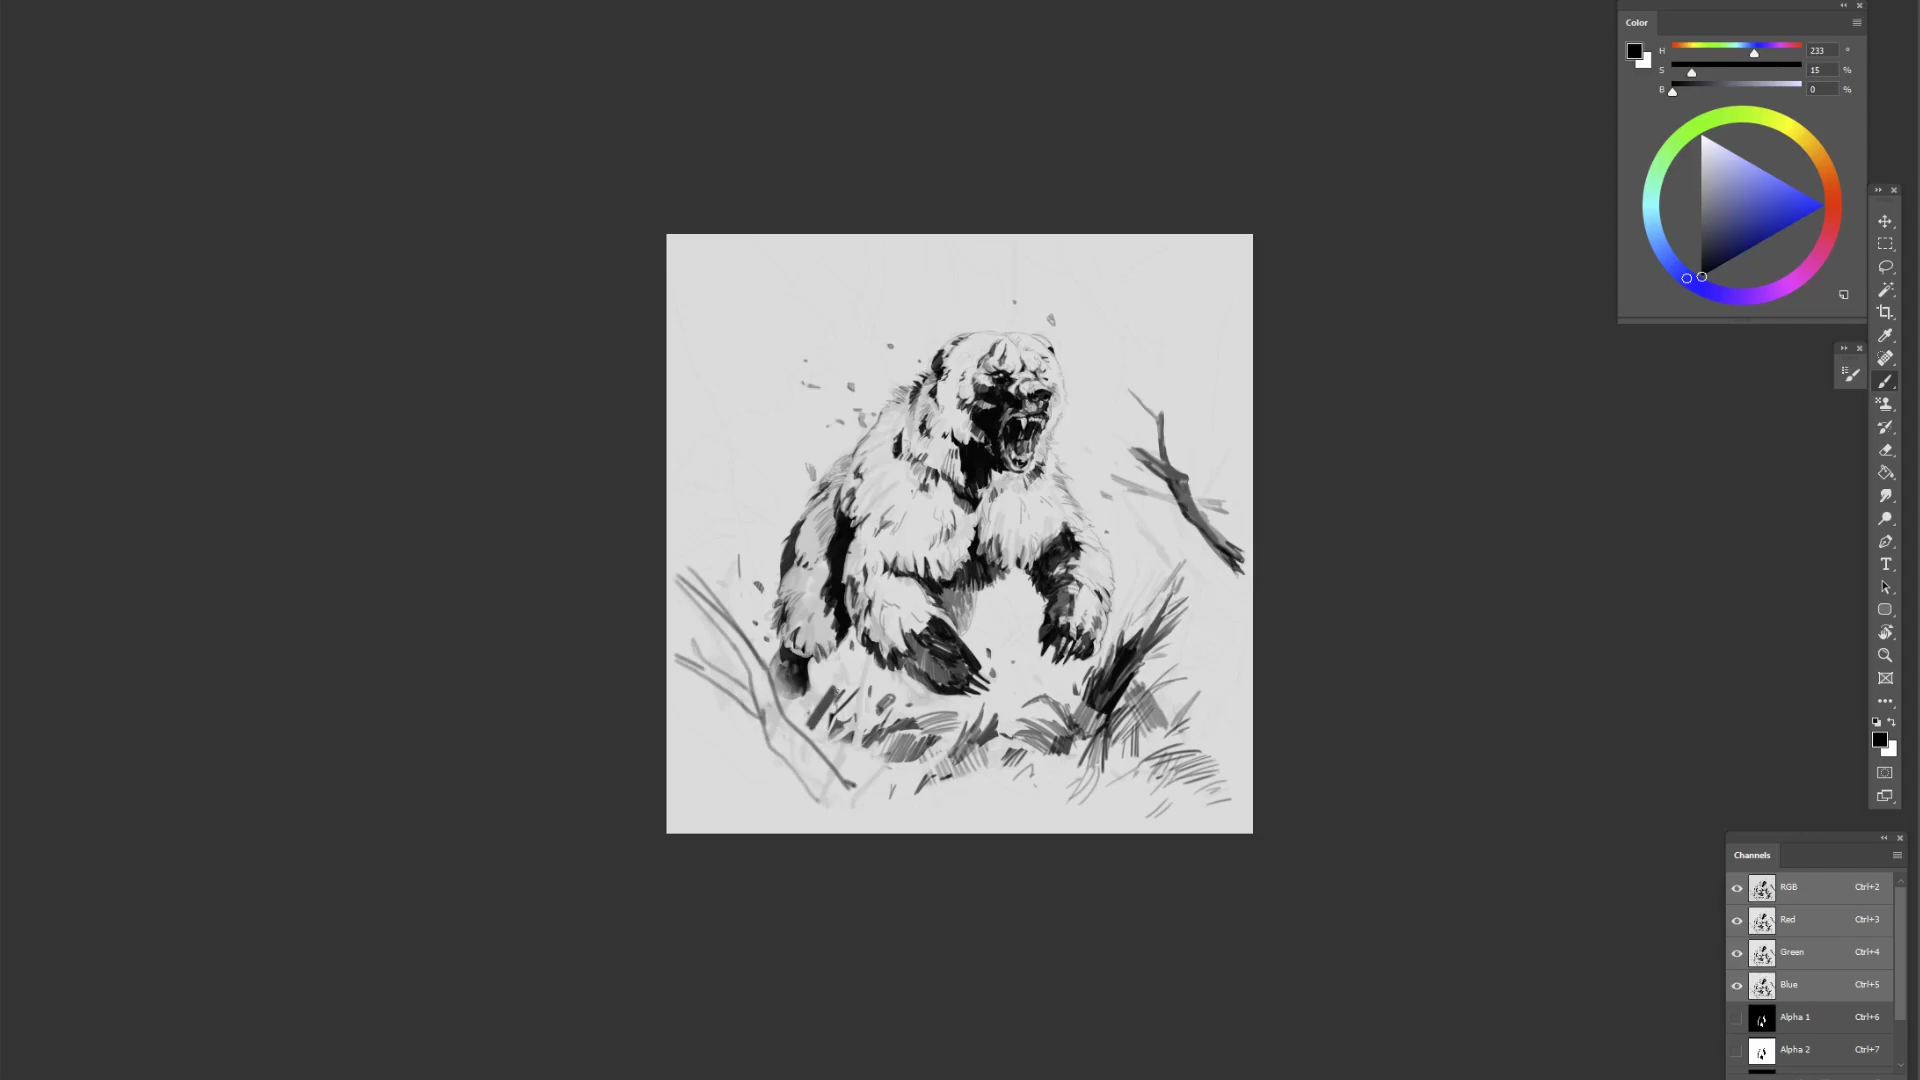 Color
H 233 °
S 15 %
B 0 %
Channels
RGB Ctrl+2
Red Ctrl+3
Green Ctrl+4
Blue Ctrl+5
Alpha 1 Ctrl+6
Alpha 2 Ctrl+7